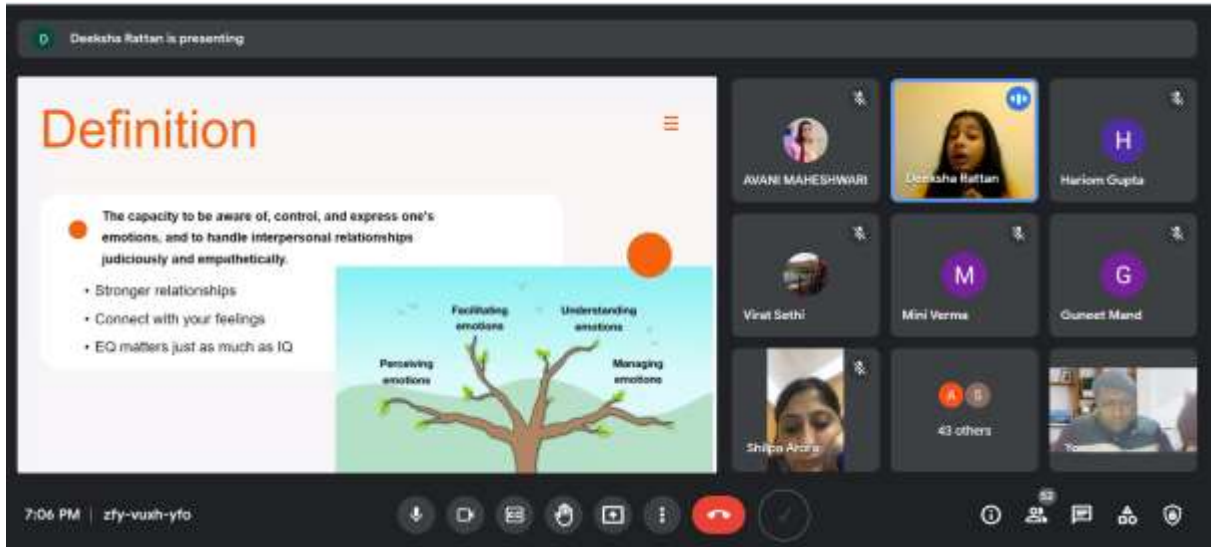 D Deeksha Rattan is presenting
Definition
The capacity to be aware of, control, and express one's
emotions, and to handle interpersonal relationships
judiciously and empathetically.
• Stronger relationships
• Connect with your feelings
• EQ matters just as much as IQ
Facilitating
emotions
Understanding
emotions
Perceiving
emotions
Managing
emotions
AVANI MAHESHWARI
Deeksha Rattan
H
Hariom Gupta
Virat Sethi
M
Mini Verma
G
Guneet Mand
Shilpa Arora
A S
43 others
7:06 PM | zfy-vuxh-yfo
52